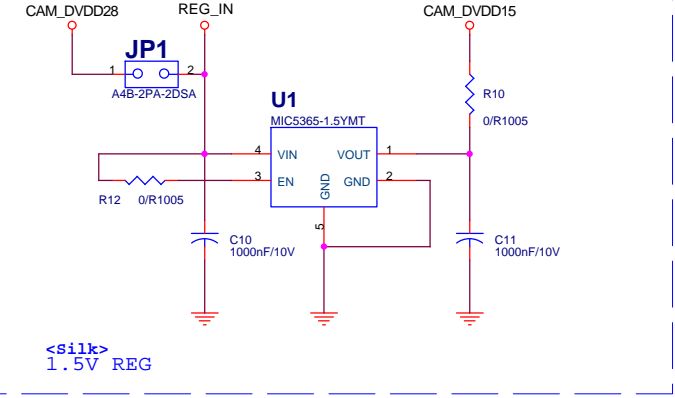 CAM_DVDD28
REG_IN
CAM_DVDD15
JP1
1
2
A4B-2PA-2DSA
U1
MIC5365-1.5YMT
R10
0/R1005
4
VIN
VOUT
1
3
EN
GND
GND
2
5
R12
0/R1005
C10
1000nF/10V
C11
1000nF/10V
<Silk>
1.5V REG